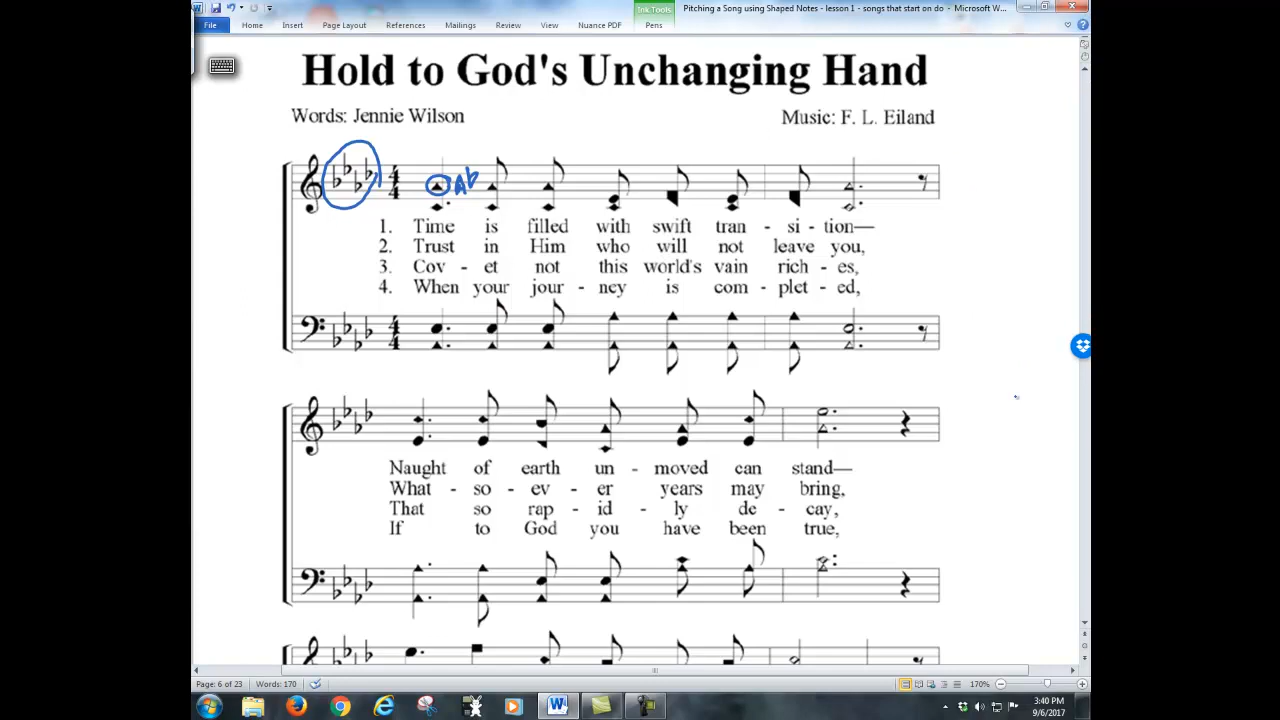 Pitching a Song using Shaped Notes - lesson 1 - songs that start on do - Microsoft W...
Ink Tools
File Home Insert Page Layout References Mailings Review View Nuance PDF Pens
Hold to God's Unchanging Hand
Words: Jennie Wilson Music: F. L. Eiland
4 4
Ab
1. Time is filled with swift tran - si - tion—
2. Trust in Him who will not leave you,
3. Cov - et not this world's vain rich - es,
4. When your jour - ney is com - plet - ed,
4 4
Naught of earth un - moved can stand—
What - so - ev - er years may bring,
That so rap - id - ly de - cay,
If to God you have been true,
Page: 6 of 23 Words: 170 170%
3:40 PM
9/6/2017